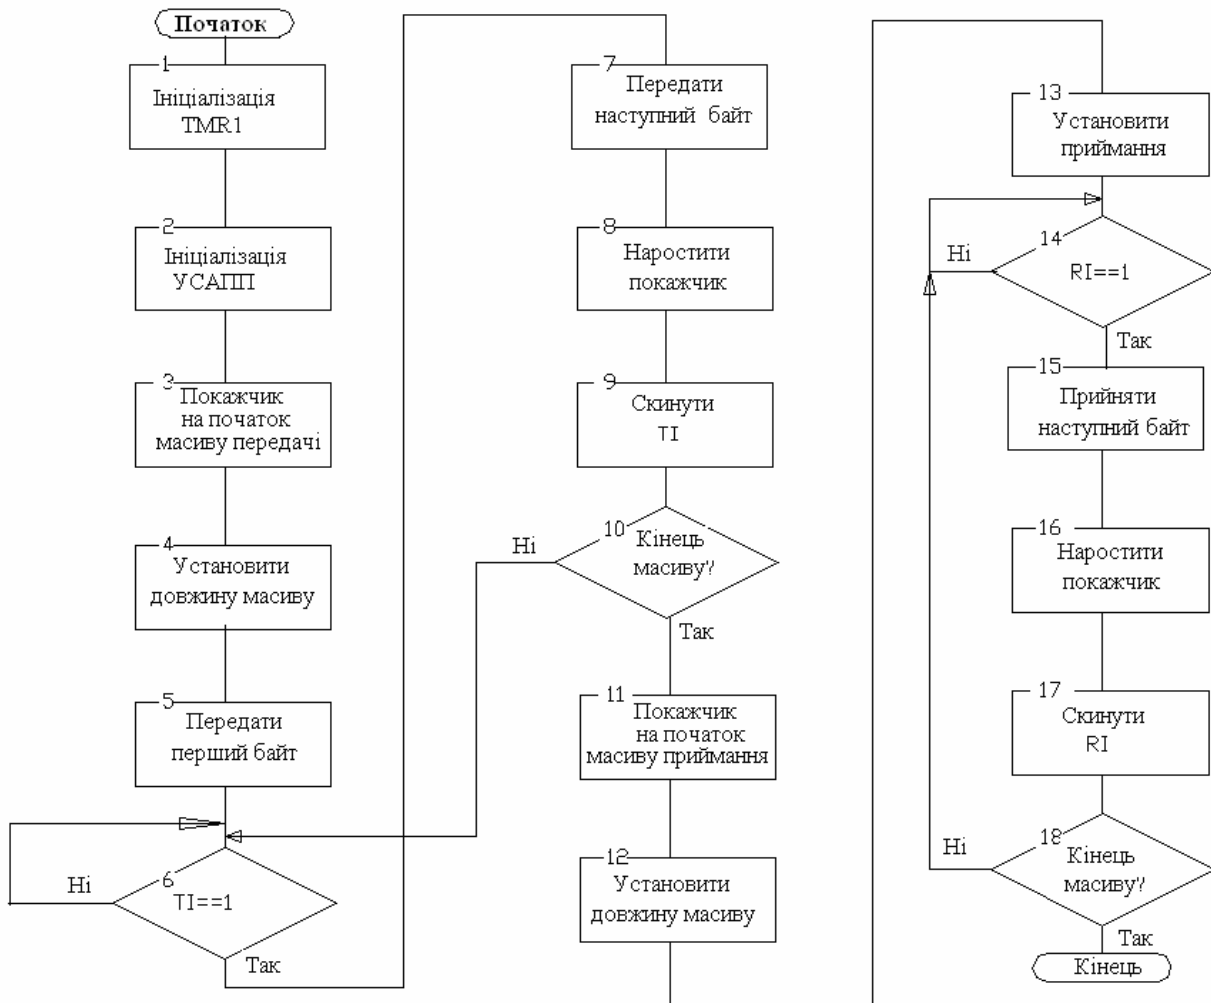 Початок
1
Ініціалізація
TMR1
2
Ініціалізація
УСАПП
3
Покажчик
на початок
масиву передачі
4
Установити
довжину масиву
5
Передати
перший байт
6
TI==1
Ні
Так
7
Передати
наступний байт
8
Наростити
покажчик
9
Скинути
TI
10
Кінець
масиву?
Ні
Так
11
Покажчик
на початок
масиву приймання
12
Установити
довжину масиву
13
Установити
приймання
14
RI==1
Ні
Так
15
Прийняти
наступний байт
16
Наростити
покажчик
17
Скинути
RI
18
Кінець
масиву?
Ні
Так
Кінець